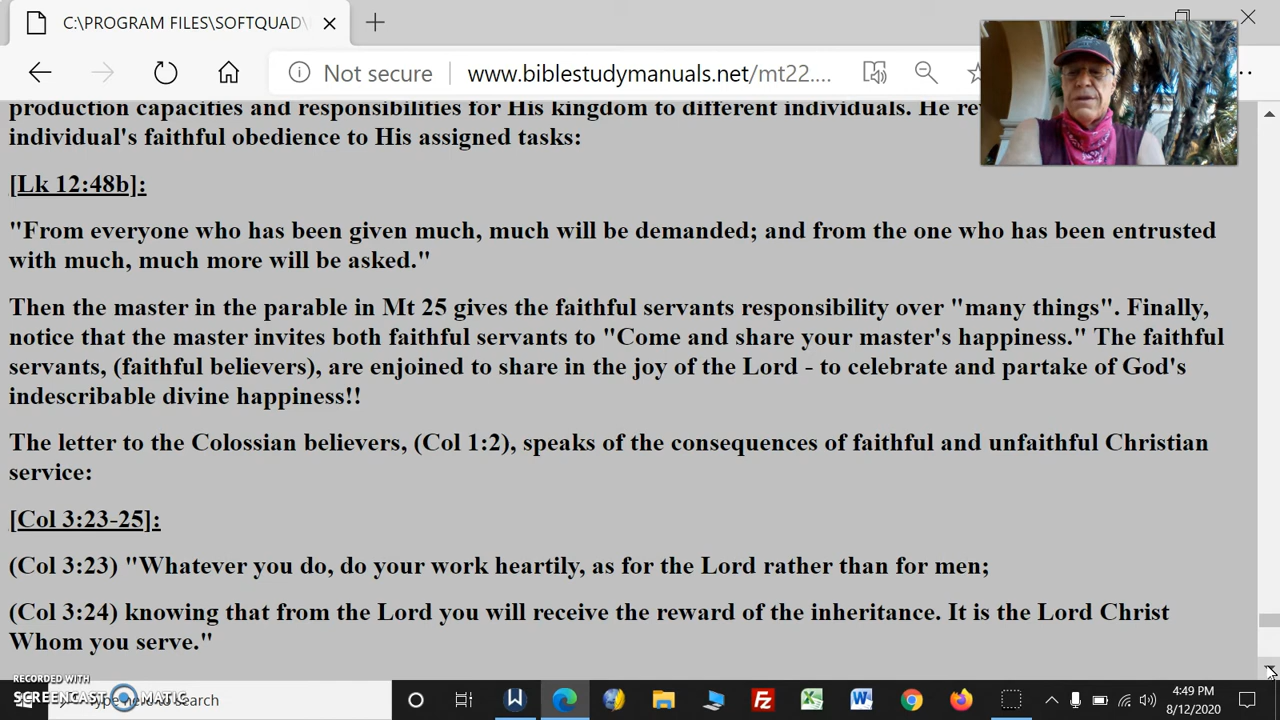 C:\PROGRAM FILES\SOFTQUAD\
Not secure
www.biblestudymanuals.net/mt22....
production capacities and responsibilities for His kingdom to different individuals. He
individual's faithful obedience to His assigned tasks:
[Lk 12:48b]:
"From everyone who has been given much, much will be demanded; and from the one who has been entrusted
with much, much more will be asked."
Then the master in the parable in Mt 25 gives the faithful servants responsibility over "many things". Finally,
notice that the master invites both faithful servants to "Come and share your master's happiness." The faithful
servants, (faithful believers), are enjoined to share in the joy of the Lord - to celebrate and partake of God's
indescribable divine happiness!!
The letter to the Colossian believers, (Col 1:2), speaks of the consequences of faithful and unfaithful Christian
service:
[Col 3:23-25]:
(Col 3:23) "Whatever you do, do your work heartily, as for the Lord rather than for men;
(Col 3:24) knowing that from the Lord you will receive the reward of the inheritance. It is the Lord Christ
Whom you serve."
RECORDED WITH
SCREENCAST MATIC
Type here to search
4:49 PM
8/12/2020